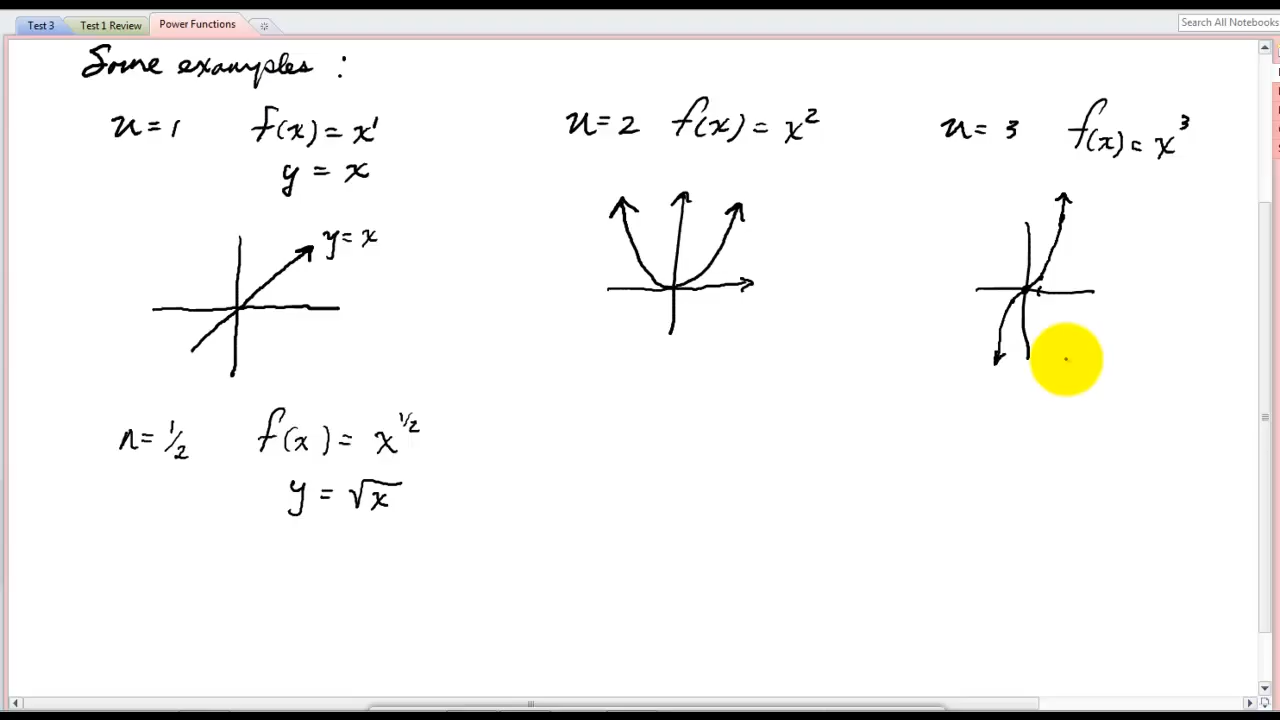 Test 3 Test 1 Review Power Functions
Search All Notebooks
Some examples :
n = 1 f(x) = x¹
y = x
y = x
n = 2 f(x) = x²
n = 3 f(x) = x³
n = 1/2 f(x) = x^1/2
y = √x